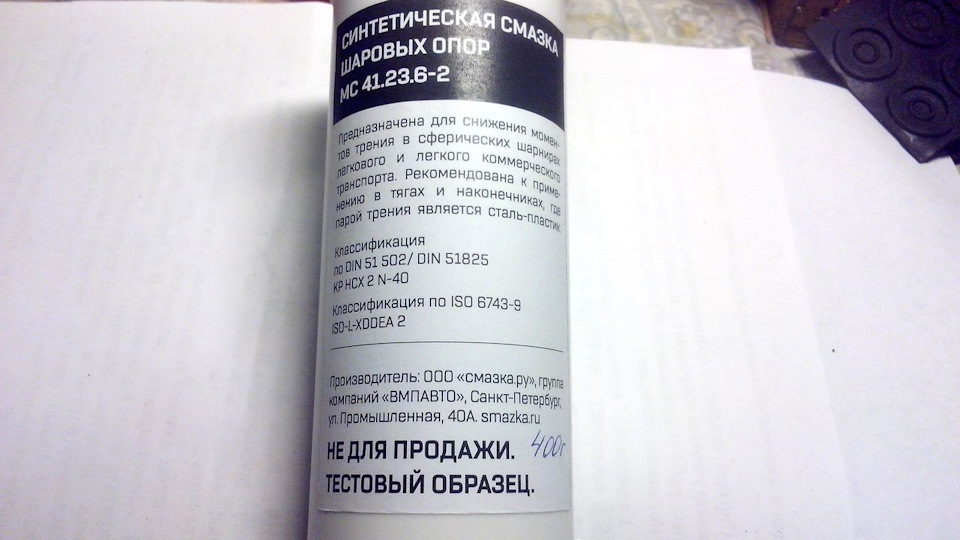 СИНТЕТИЧЕСКАЯ СМАЗКА
ШАРОВЫХ ОПОР
МС 41.23.6-2
Предназначена для снижения момен-
тов трения в сферических шарнирах
легкового и легкого коммерческого
транспорта. Рекомендована к приме-
нению в тягах и наконечниках, где
парой трения является сталь-пластик.
Классификация
по DIN 51 502/ DIN 51825
KP HCX 2 N-40
Классификация по ISO 6743-9
ISO-L-XDDEA 2
Производитель: ООО «смазка.ру», группа
компаний «ВМПАВТО», Санкт-Петербург,
ул. Промышленная, 40А. smazka.ru
НЕ ДЛЯ ПРОДАЖИ. 400г
ТЕСТОВЫЙ ОБРАЗЕЦ.